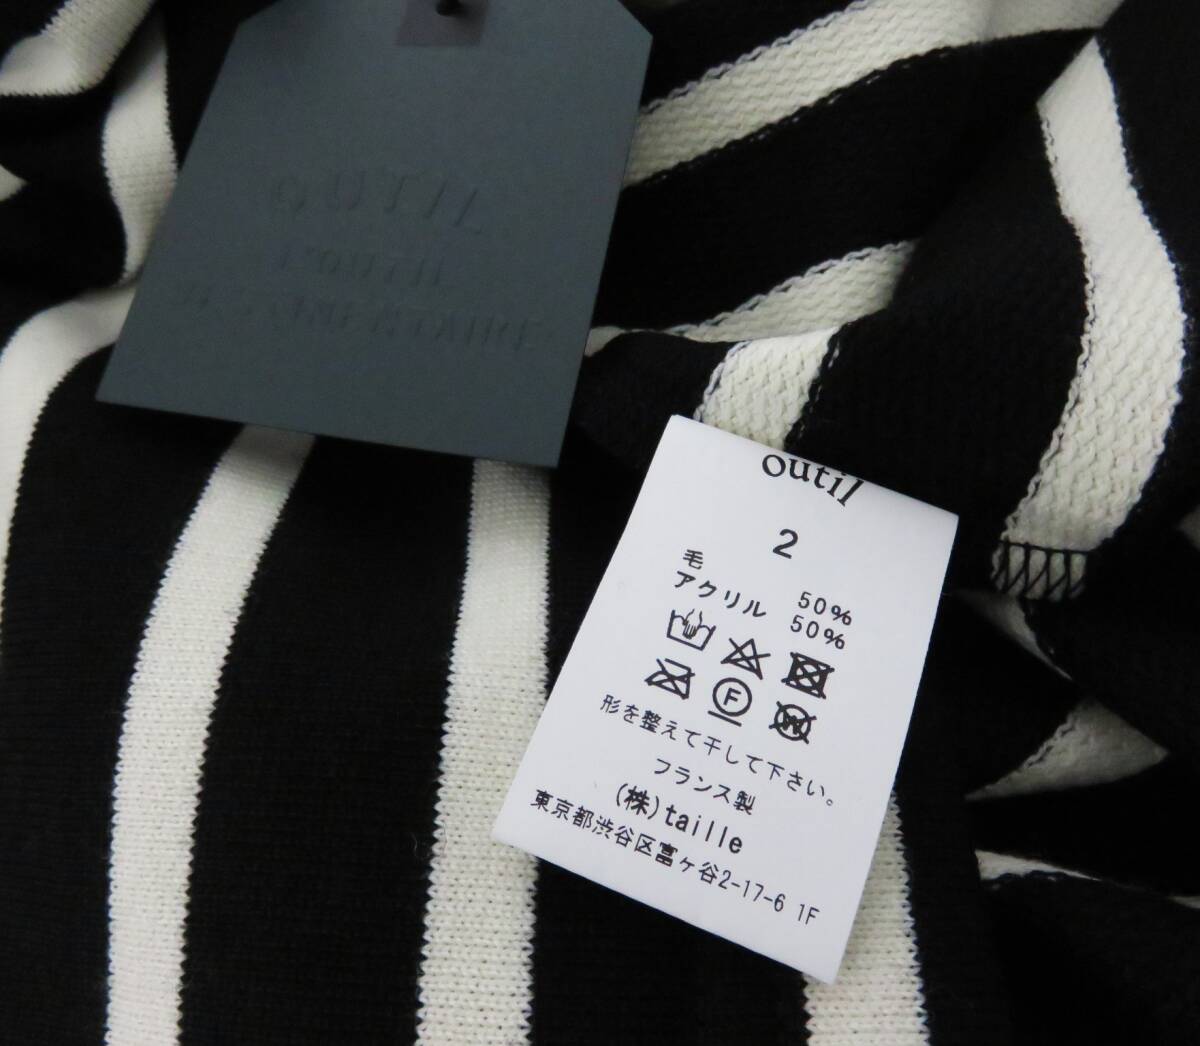 OUTIL
L'OUTIL
outil
2
毛 50%
アクリル 50%
F
W
形を整えて干して下さい。
フランス製
(株)taille
東京都渋谷区富ヶ谷2-17-6 1F